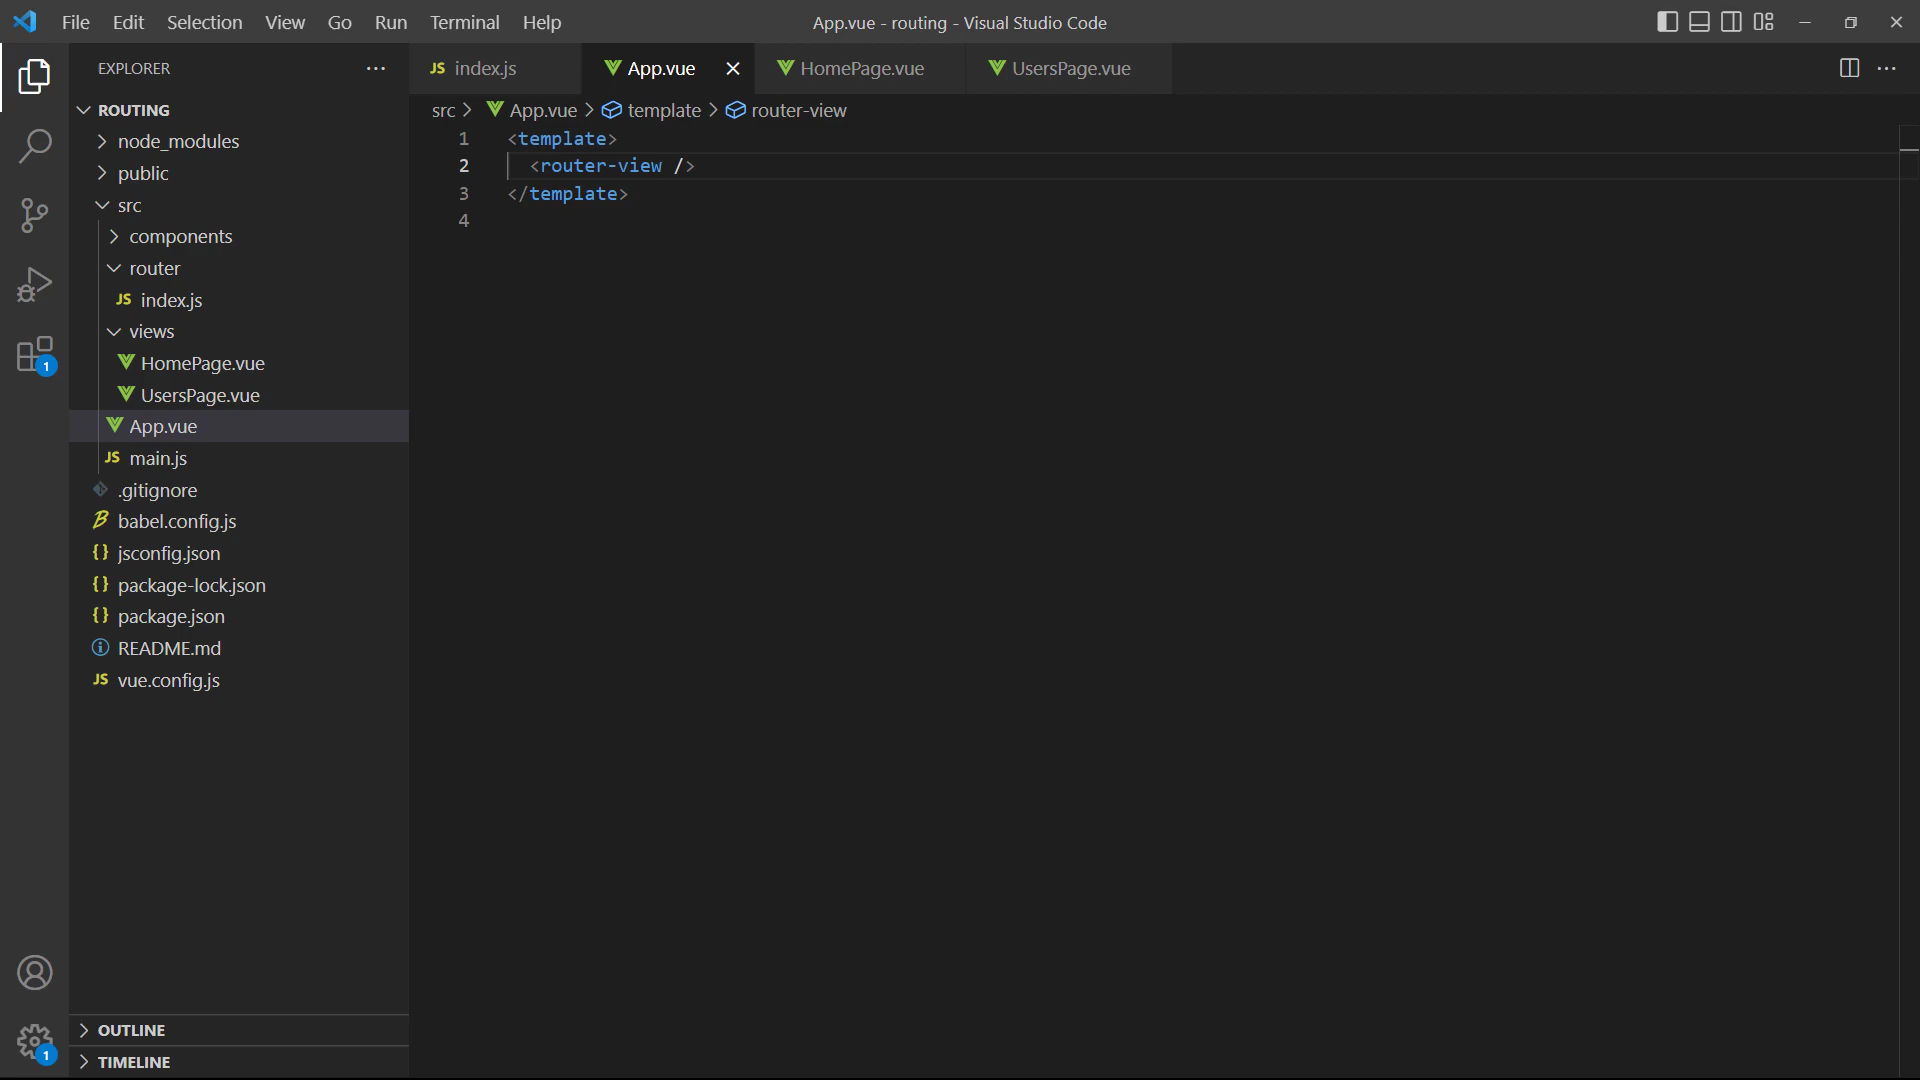 File Edit Selection View Go Run Terminal Help App.vue - routing - Visual Studio Code
EXPLORER
JS index.js
App.vue
HomePage.vue
UsersPage.vue
ROUTING
node_modules
public
src
components
router
JS index.js
views
HomePage.vue
UsersPage.vue
App.vue
JS main.js
.gitignore
B babel.config.js
{} jsconfig.json
{} package-lock.json
{} package.json
README.md
JS vue.config.js
1
OUTLINE
TIMELINE
1
src > App.vue > template > router-view
1 <template>
2 <router-view />
3 </template>
4